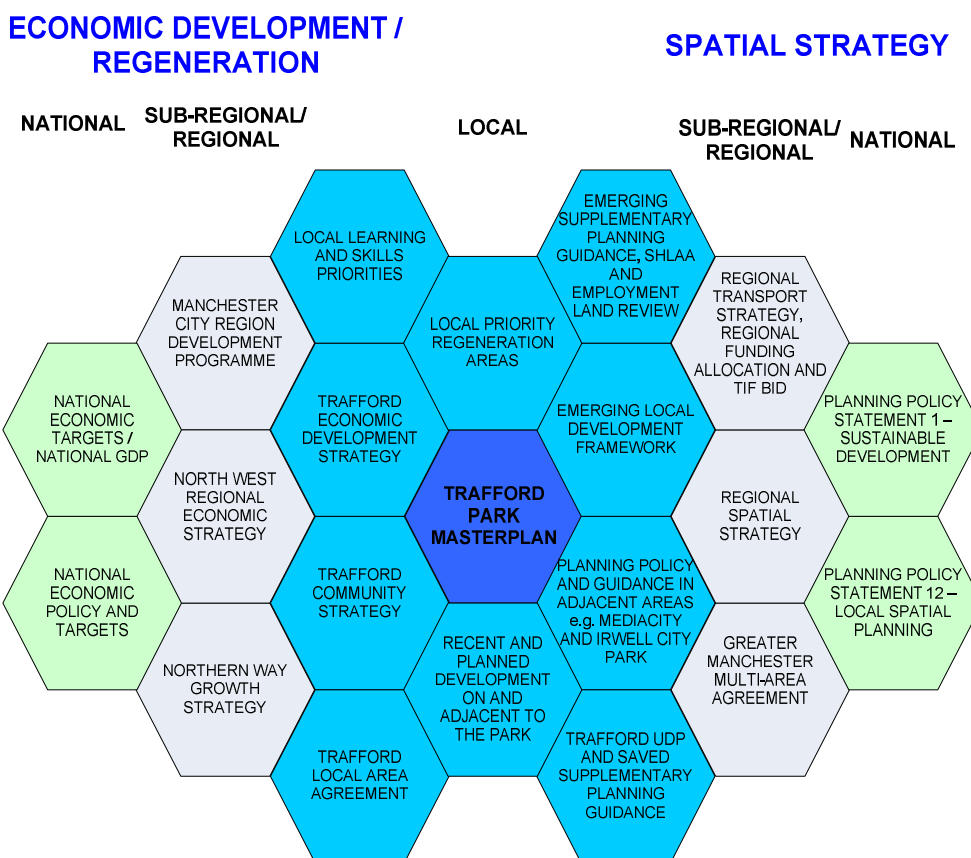 ECONOMIC DEVELOPMENT /
REGENERATION
SPATIAL STRATEGY
NATIONAL
SUB-REGIONAL/
REGIONAL
LOCAL
SUB-REGIONAL/
REGIONAL
NATIONAL
NATIONAL
ECONOMIC
TARGETS /
NATIONAL GDP
NATIONAL
ECONOMIC
POLICY AND
TARGETS
MANCHESTER
CITY REGION
DEVELOPMENT
PROGRAMME
NORTH WEST
REGIONAL
ECONOMIC
STRATEGY
NORTHERN WAY
GROWTH
STRATEGY
LOCAL LEARNING
AND SKILLS
PRIORITIES
TRAFFORD
ECONOMIC
DEVELOPMENT
STRATEGY
TRAFFORD
COMMUNITY
STRATEGY
TRAFFORD
LOCAL AREA
AGREEMENT
LOCAL PRIORITY
REGENERATION
AREAS
TRAFFORD
PARK
MASTERPLAN
RECENT AND
PLANNED
DEVELOPMENT
ON AND
ADJACENT TO
THE PARK
EMERGING
SUPPLEMENTARY
PLANNING
GUIDANCE, SHLAA
AND
EMPLOYMENT
LAND REVIEW
EMERGING LOCAL
DEVELOPMENT
FRAMEWORK
PLANNING POLICY
AND GUIDANCE IN
ADJACENT AREAS
e.g. MEDIACITY
AND IRWELL CITY
PARK
TRAFFORD UDP
AND SAVED
SUPPLEMENTARY
PLANNING
GUIDANCE
REGIONAL
TRANSPORT
STRATEGY,
REGIONAL
FUNDING
ALLOCATION AND
TIF BID
REGIONAL
SPATIAL
STRATEGY
GREATER
MANCHESTER
MULTI-AREA
AGREEMENT
PLANNING POLICY
STATEMENT 1 –
SUSTAINABLE
DEVELOPMENT
PLANNING POLICY
STATEMENT 12 –
LOCAL SPATIAL
PLANNING